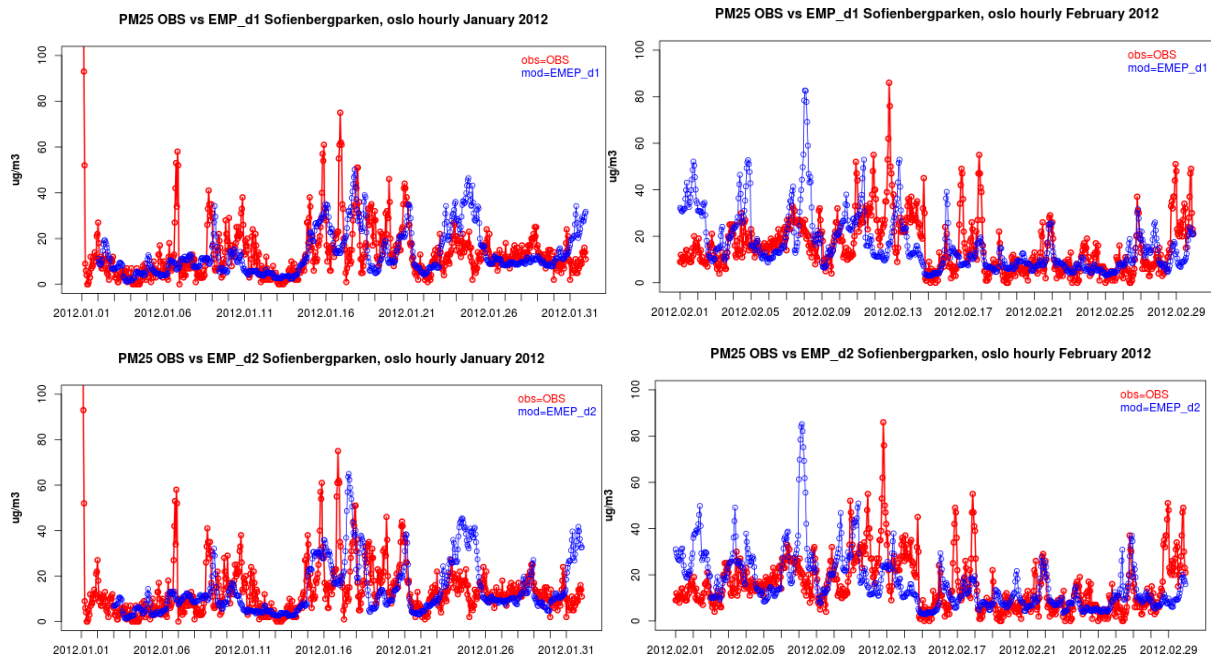 PM25 OBS vs EMP_d1 Sofienbergparken, oslo hourly January 2012
obs=OBS
mod=EMEP_d1
ug/m3
0 20 40 60 80 100
2012.01.01 2012.01.06 2012.01.11 2012.01.16 2012.01.21 2012.01.26 2012.01.31
PM25 OBS vs EMP_d1 Sofienbergparken, oslo hourly February 2012
obs=OBS
mod=EMEP_d1
ug/m3
0 20 40 60 80 100
2012.02.01 2012.02.05 2012.02.09 2012.02.13 2012.02.17 2012.02.21 2012.02.25 2012.02.29
PM25 OBS vs EMP_d2 Sofienbergparken, oslo hourly January 2012
obs=OBS
mod=EMEP_d2
ug/m3
0 20 40 60 80 100
2012.01.01 2012.01.06 2012.01.11 2012.01.16 2012.01.21 2012.01.26 2012.01.31
PM25 OBS vs EMP_d2 Sofienbergparken, oslo hourly February 2012
obs=OBS
mod=EMEP_d2
ug/m3
0 20 40 60 80 100
2012.02.01 2012.02.05 2012.02.09 2012.02.13 2012.02.17 2012.02.21 2012.02.25 2012.02.29